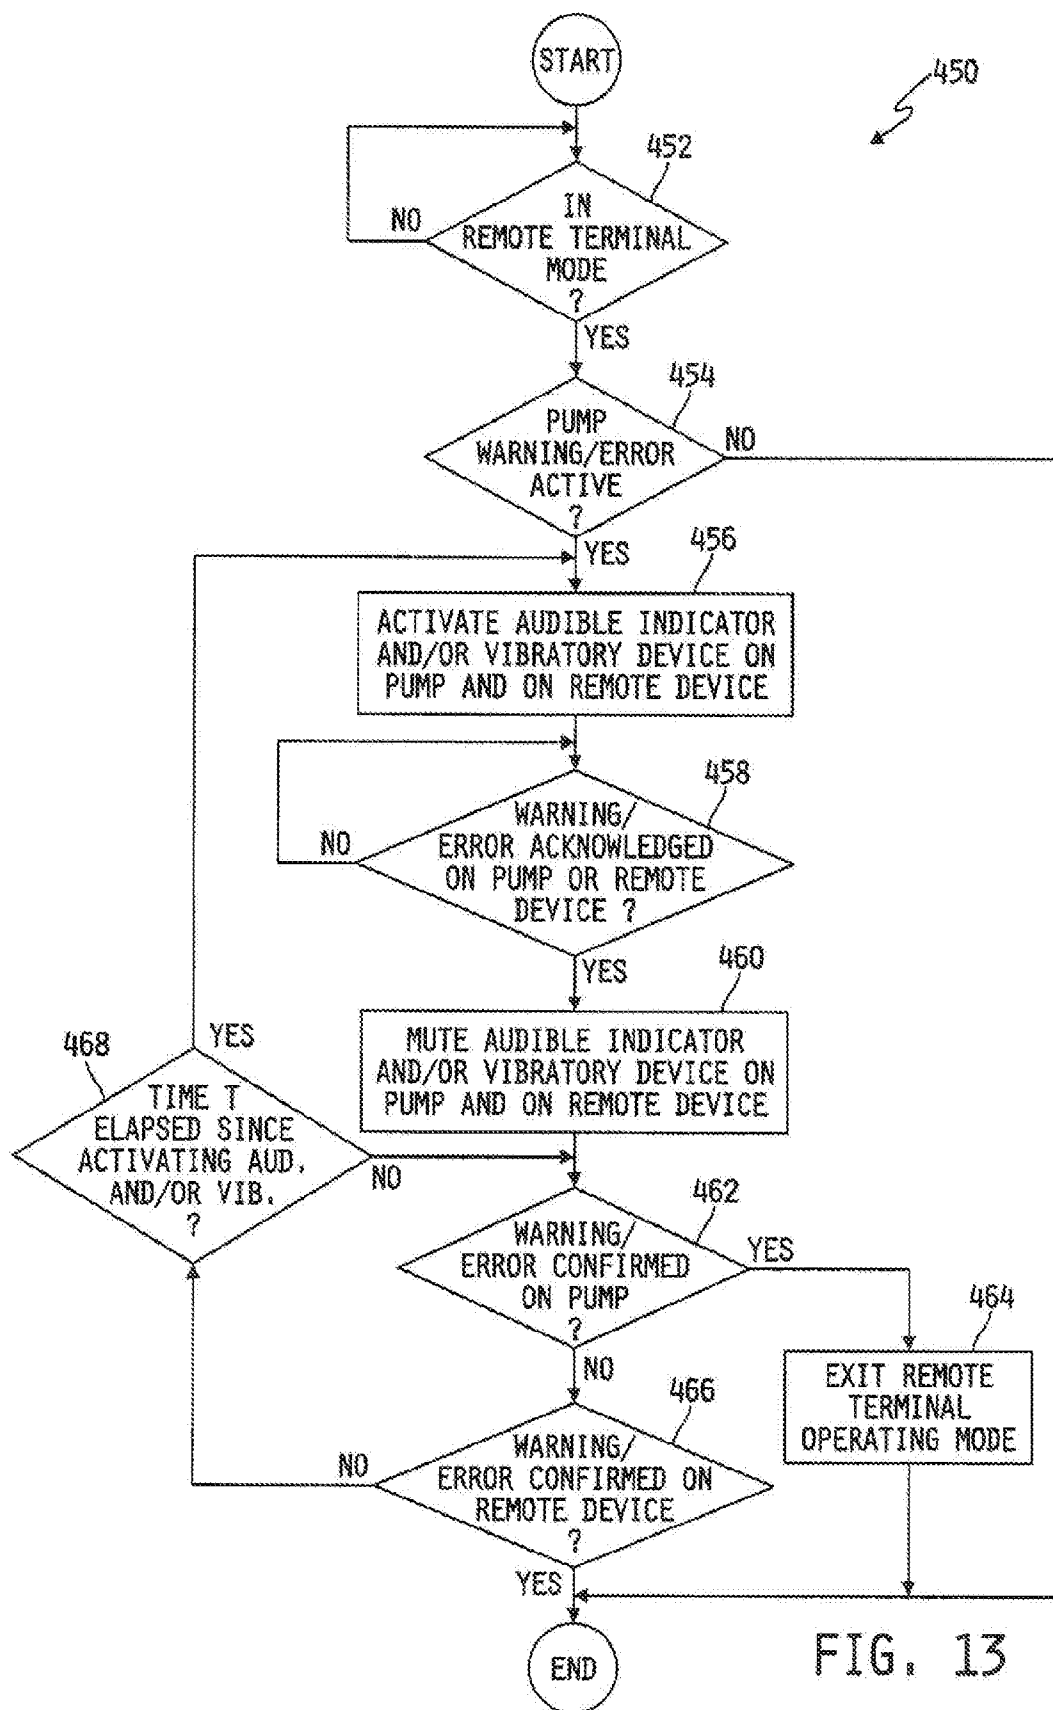 START
450
452
IN
REMOTE TERMINAL
MODE
?
NO
YES
454
PUMP
WARNING/ERROR
ACTIVE
?
NO
YES
456
ACTIVATE AUDIBLE INDICATOR
AND/OR VIBRATORY DEVICE ON
PUMP AND ON REMOTE DEVICE
458
WARNING/
ERROR ACKNOWLEDGED
ON PUMP OR REMOTE
DEVICE ?
NO
YES
460
MUTE AUDIBLE INDICATOR
AND/OR VIBRATORY DEVICE ON
PUMP AND ON REMOTE DEVICE
468
YES
TIME T
ELAPSED SINCE
ACTIVATING AUD.
AND/OR VIB.
?
NO
462
WARNING/
ERROR CONFIRMED
ON PUMP
?
YES
NO
464
EXIT REMOTE
TERMINAL
OPERATING MODE
466
WARNING/
ERROR CONFIRMED ON
REMOTE DEVICE
?
NO
YES
END
FIG. 13